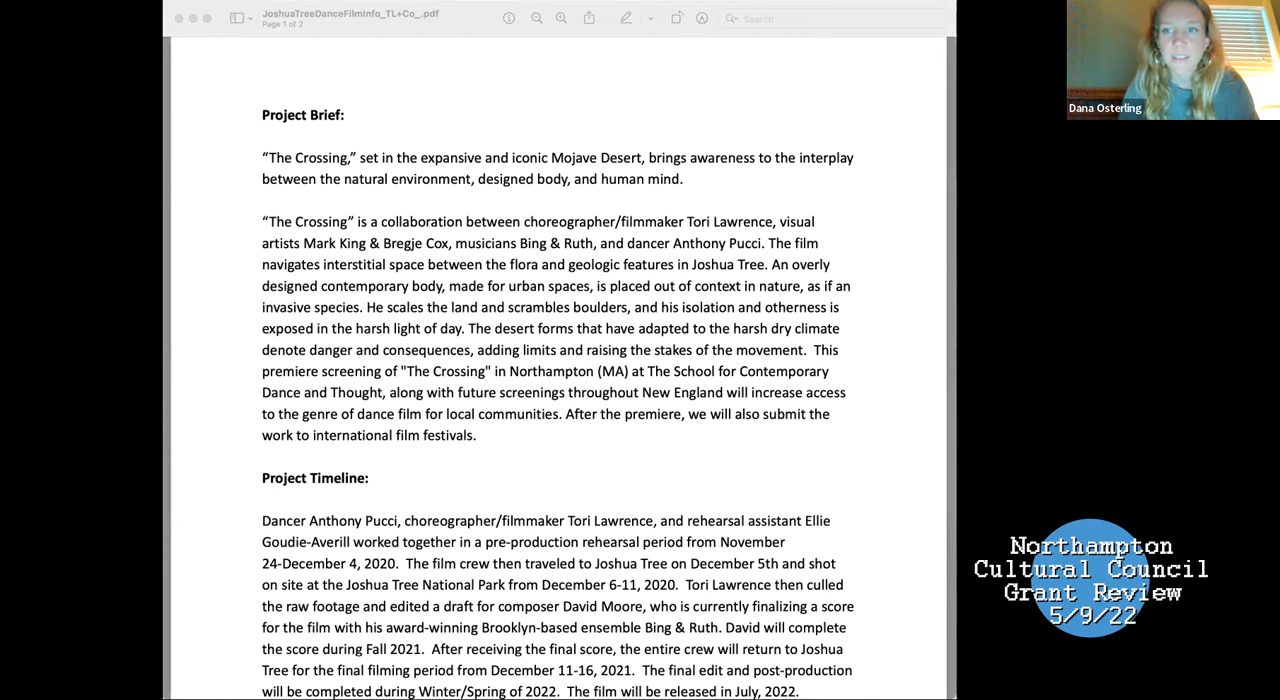 JoshuaTreeDanceFilmInfo_TL+Co_.pdf
Page 1 of 2
Search
Project Brief:
“The Crossing,” set in the expansive and iconic Mojave Desert, brings awareness to the interplay
between the natural environment, designed body, and human mind.
“The Crossing” is a collaboration between choreographer/filmmaker Tori Lawrence, visual
artists Mark King & Bregje Cox, musicians Bing & Ruth, and dancer Anthony Pucci. The film
navigates interstitial space between the flora and geologic features in Joshua Tree. An overly
designed contemporary body, made for urban spaces, is placed out of context in nature, as if an
invasive species. He scales the land and scrambles boulders, and his isolation and otherness is
exposed in the harsh light of day. The desert forms that have adapted to the harsh dry climate
denote danger and consequences, adding limits and raising the stakes of the movement.  This
premiere screening of "The Crossing" in Northampton (MA) at The School for Contemporary
Dance and Thought, along with future screenings throughout New England will increase access
to the genre of dance film for local communities. After the premiere, we will also submit the
work to international film festivals.
Project Timeline:
Dancer Anthony Pucci, choreographer/filmmaker Tori Lawrence, and rehearsal assistant Ellie
Goudie-Averill worked together in a pre-production rehearsal period from November
24-December 4, 2020.  The film crew then traveled to Joshua Tree on December 5th and shot
on site at the Joshua Tree National Park from December 6-11, 2020.  Tori Lawrence then culled
the raw footage and edited a draft for composer David Moore, who is currently finalizing a score
for the film with his award-winning Brooklyn-based ensemble Bing & Ruth. David will complete
the score during Fall 2021.  After receiving the final score, the entire crew will return to Joshua
Tree for the final filming period from December 11-16, 2021.  The final edit and post-production
will be completed during Winter/Spring of 2022.  The film will be released in July, 2022.
Dana Osterling
Northampton
Cultural Council
Grant Review
5/9/22